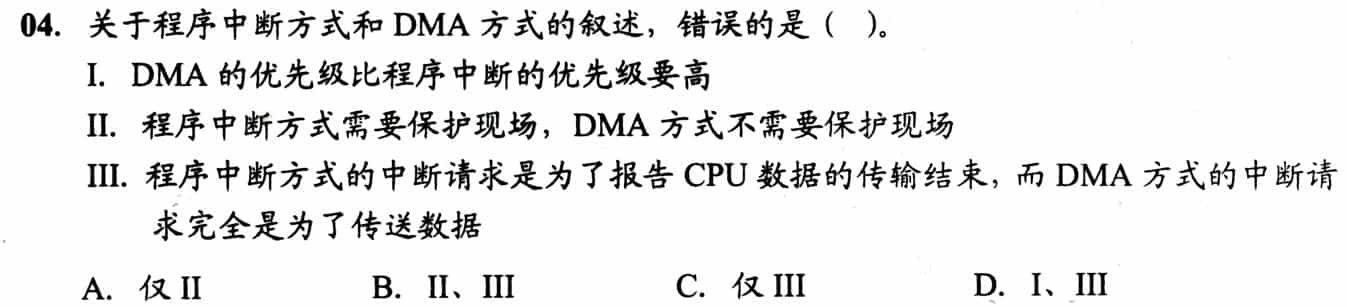 04. 关于程序中断方式和 DMA 方式的叙述，错误的是（ ）。
I. DMA 的优先级比程序中断的优先级要高
II. 程序中断方式需要保护现场，DMA 方式不需要保护现场
III. 程序中断方式的中断请求是为了报告 CPU 数据的传输结束，而 DMA 方式的中断请
求完全是为了传送数据
A. 仅 II B. II、III C. 仅 III D. I、III